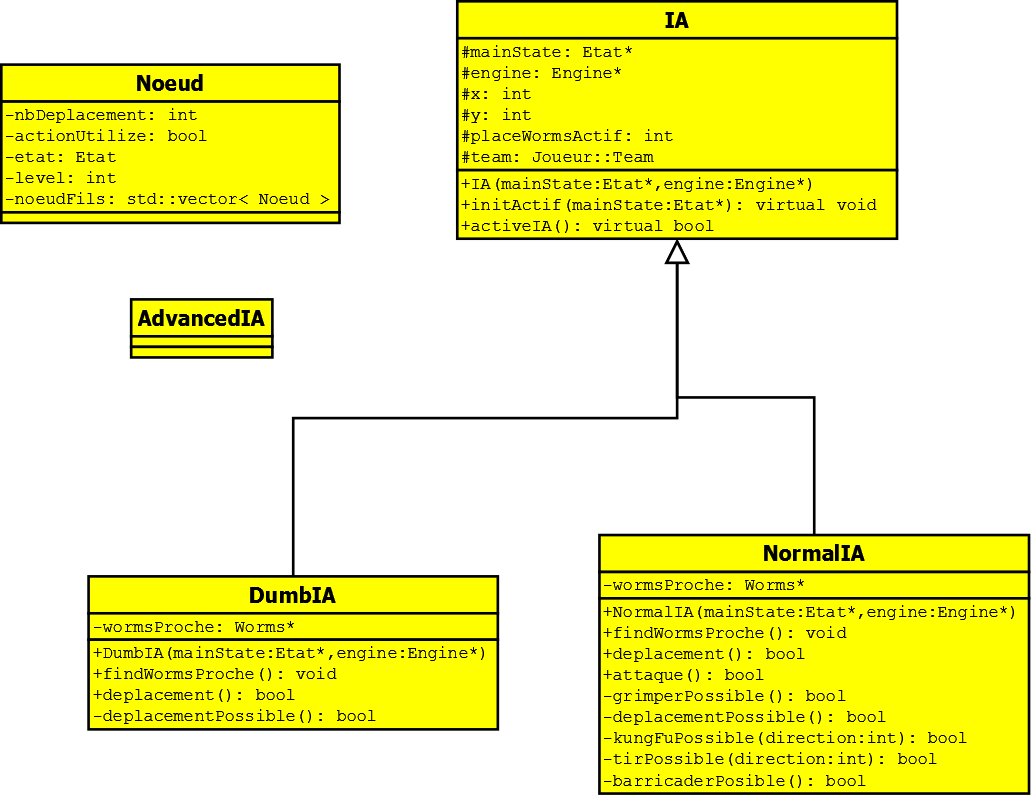 IA
#mainState: Etat*
#engine: Engine*
#x: int
#y: int
#placeWormsActif: int
#team: Joueur::Team
+IA(mainState:Etat*,engine:Engine*)
+initActif(mainState:Etat*): virtual void
+activeIA(): virtual bool
Noeud
-nbDeplacement: int
-actionUtilize: bool
-etat: Etat
-level: int
-noeudFils: std::vector< Noeud >
AdvancedIA
DumbIA
-wormsProche: Worms*
+DumbIA(mainState:Etat*,engine:Engine*)
+findWormsProche(): void
+deplacement(): bool
-deplacementPossible(): bool
NormalIA
-wormsProche: Worms*
+NormalIA(mainState:Etat*,engine:Engine*)
+findWormsProche(): void
+deplacement(): bool
+attaque(): bool
-grimperPossible(): bool
-deplacementPossible(): bool
-kungFuPossible(direction:int): bool
-tirPossible(direction:int): bool
-barricaderPosible(): bool